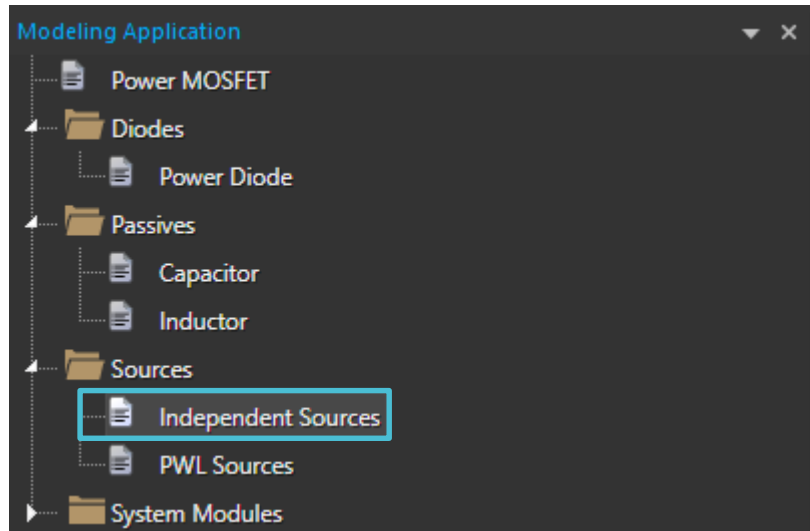 Modeling Application
Power MOSFET
Diodes
Power Diode
Passives
Capacitor
Inductor
Sources
Independent Sources
PWL Sources
System Modules